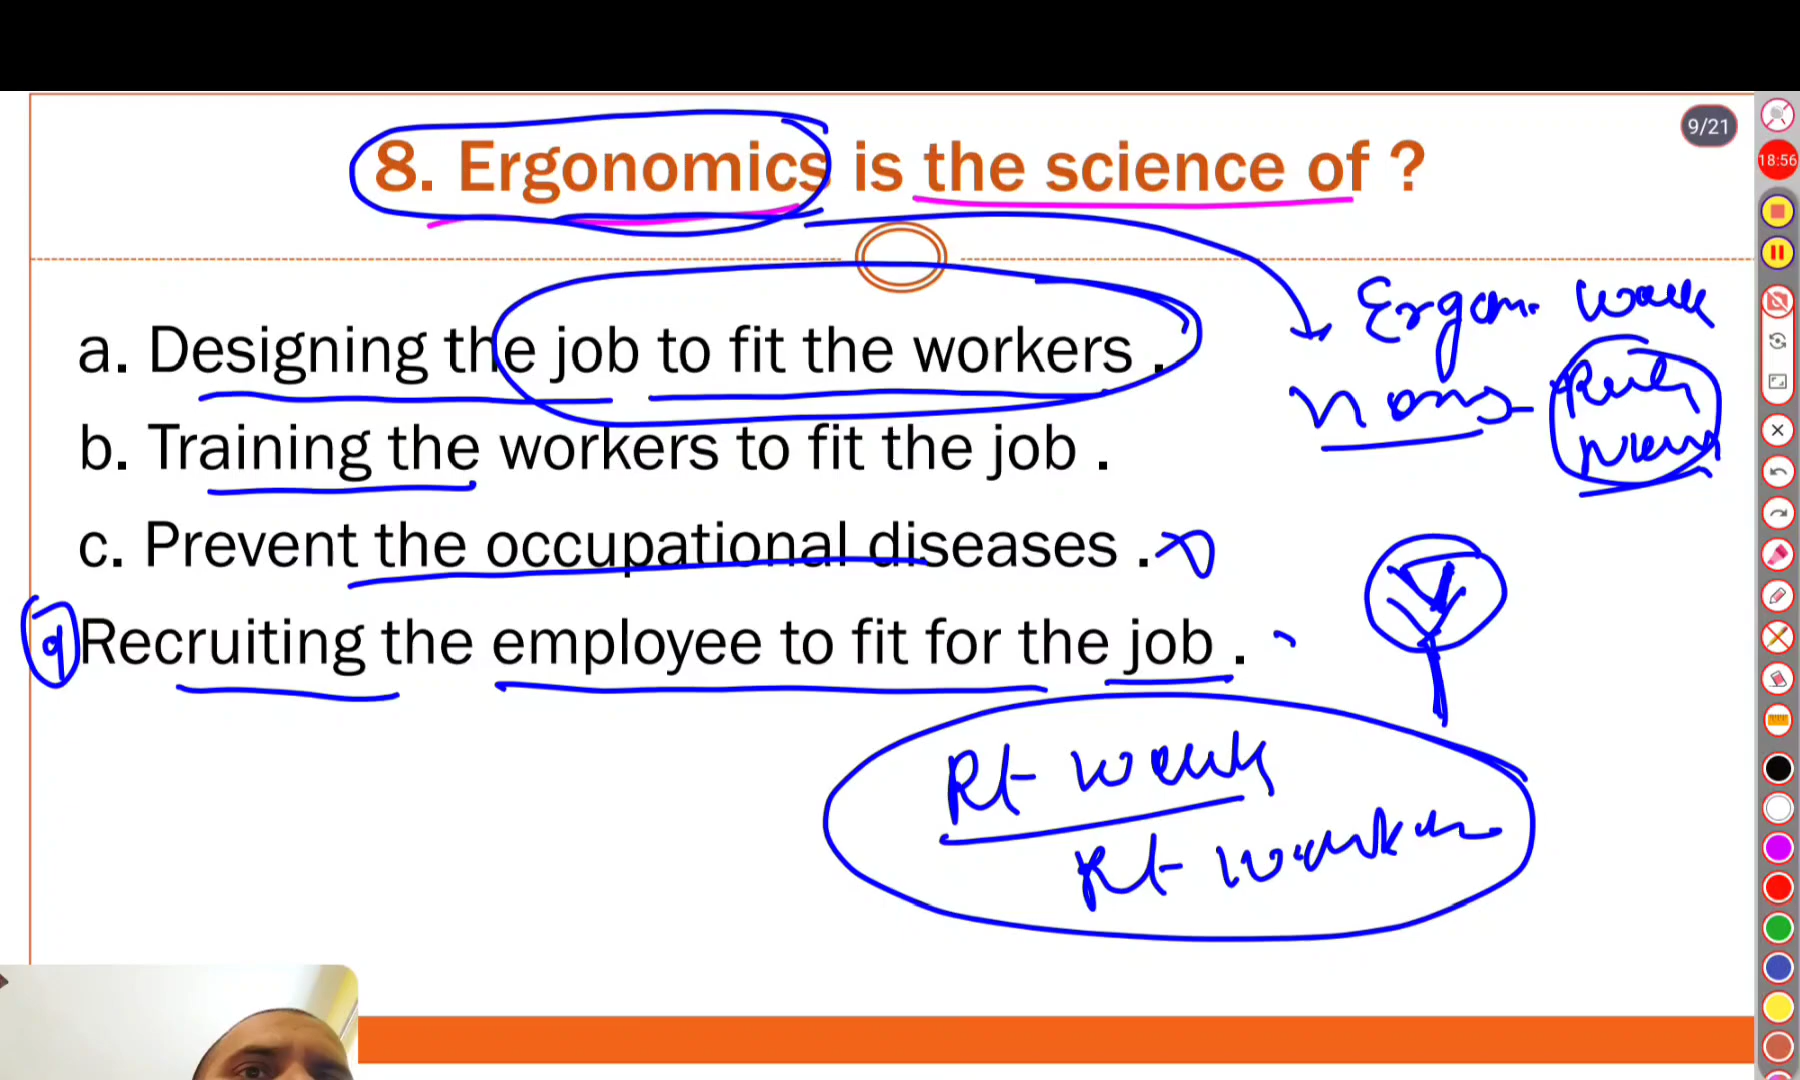 9/21
18:56
8. Ergonomics is the science of ?
a. Designing the job to fit the workers .
b. Training the workers to fit the job .
c. Prevent the occupational diseases .
d Recruiting the employee to fit for the job .
Ergon. work
noms -
Rt work
Rt worker